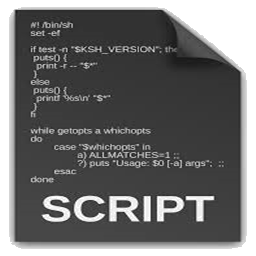 #! /bin/sh
set -ef
if test -n "$KSH_VERSION"; the
puts() {
print -r -- "$*"
}
else
puts() {
printf '%s\n' "$*"
}
fi
while getopts a whichopts
do
case "$whichopts" in
a) ALLMATCHES=1 ;;
?) puts "Usage: $0 [-a] args"; ;;
esac
done
SCRIPT